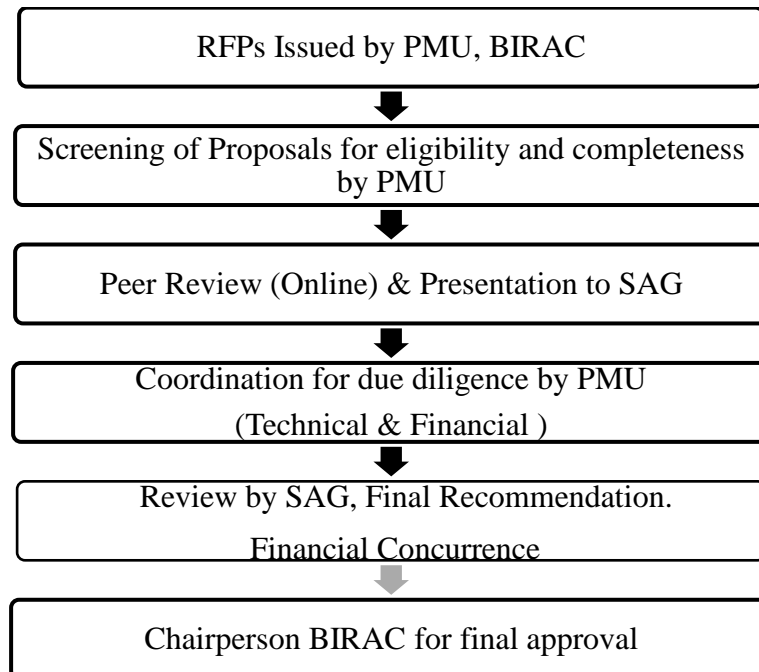 RFPs Issued by PMU, BIRAC
Screening of Proposals for eligibility and completeness
by PMU
Peer Review (Online) & Presentation to SAG
Coordination for due diligence by PMU
(Technical & Financial )
Review by SAG, Final Recommendation.
Financial Concurrence
Chairperson BIRAC for final approval